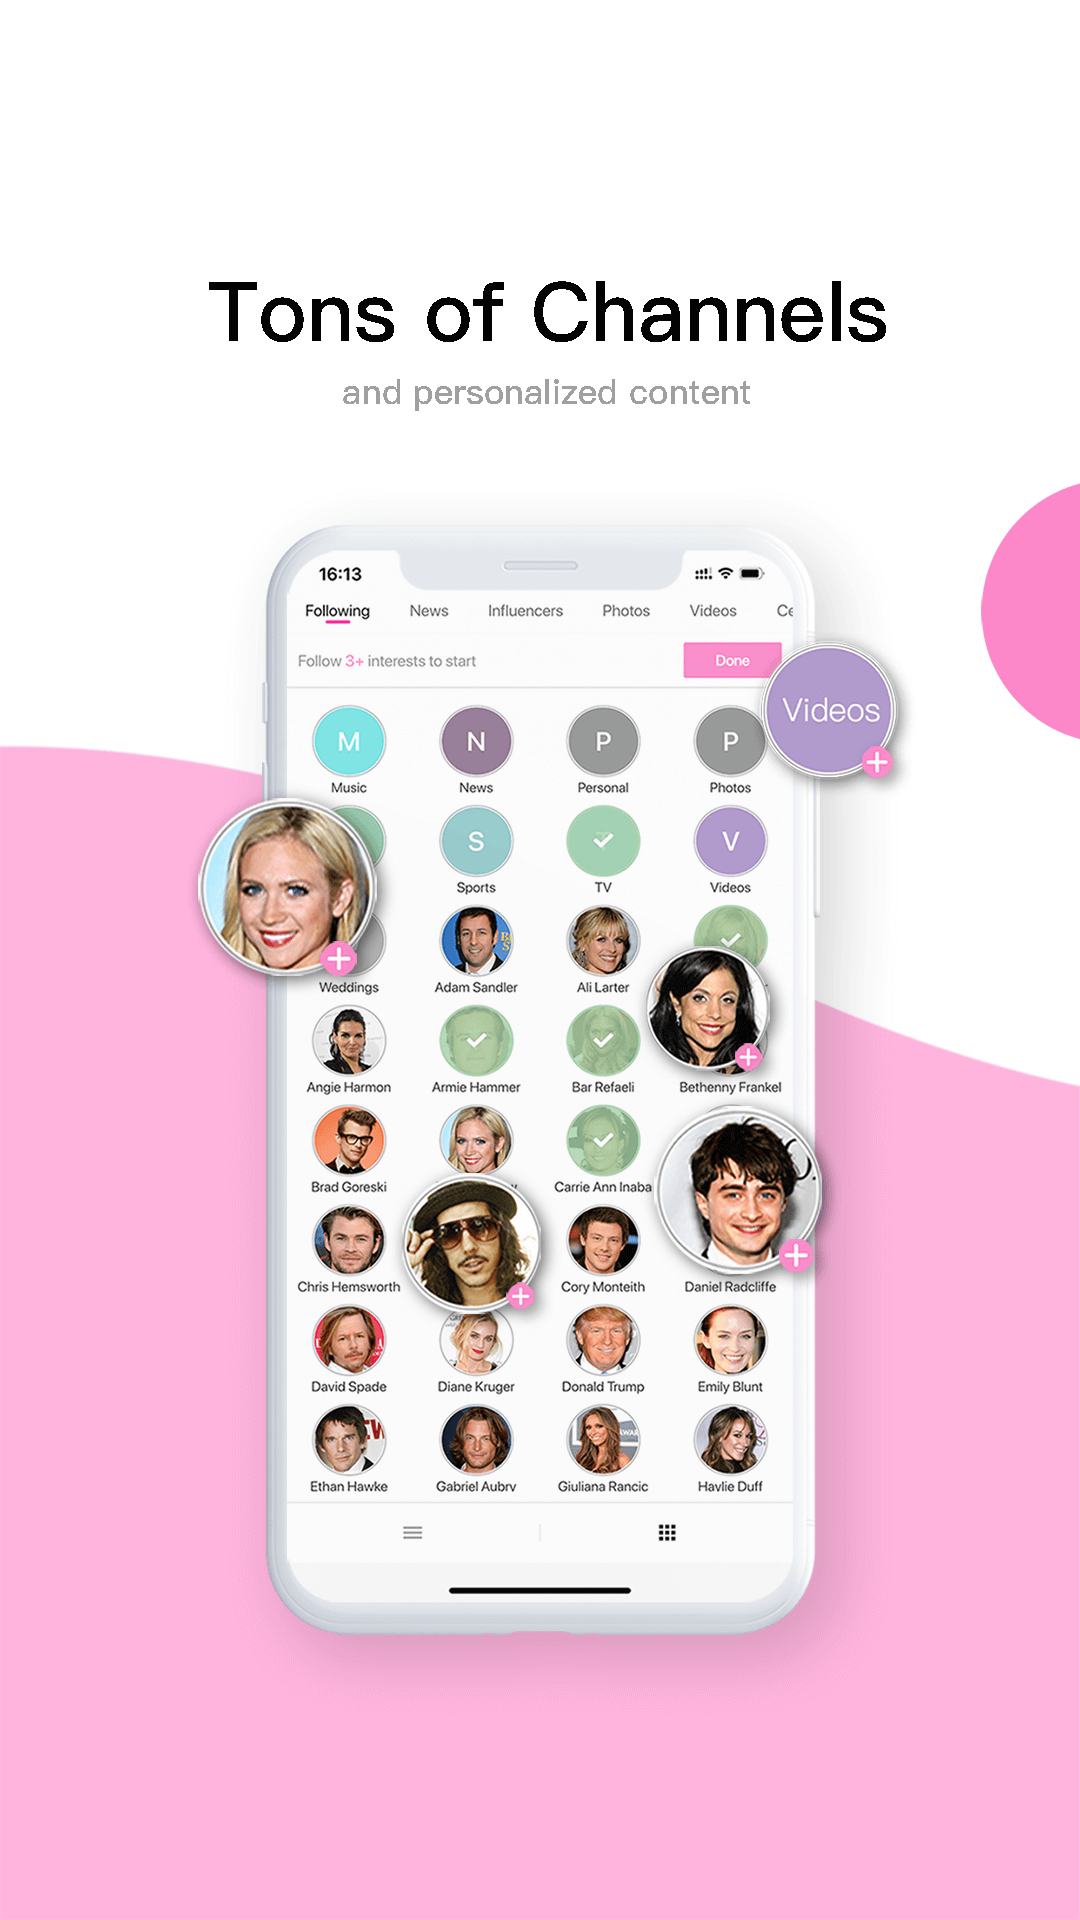 Tons of Channels
and personalized content
16:13
Following News Influencers Photos Videos Ce
Follow 3+ interests to start Done
Videos
M N P P
Music News Personal Photos
S V
Sports TV Videos
Weddings Adam Sandler Ali Larter
Angie Harmon Armie Hammer Bar Refaeli Bethenny Frankel
Brad Goreski Carrie Ann Inaba
Chris Hemsworth Cory Monteith Daniel Radcliffe
David Spade Diane Kruger Donald Trump Emily Blunt
Ethan Hawke Gabriel Aubry Giuliana Rancic Haylie Duff